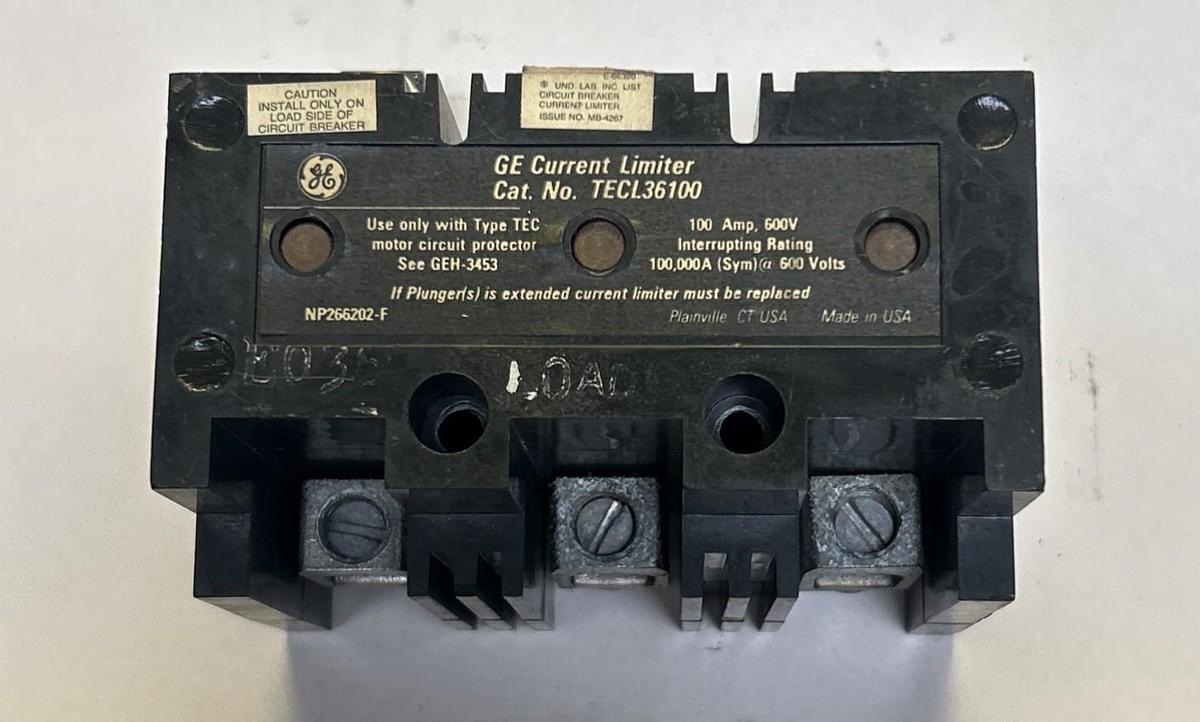 CAUTION
INSTALL ONLY ON
LOAD SIDE OF
CIRCUIT BREAKER
UND. LAB. INC. LIST
CIRCUIT BREAKER
CURRENT LIMITER
ISSUE NO. MB-4267
GE
GE Current Limiter
Cat. No. TECL36100
Use only with Type TEC
motor circuit protector
See GEH-3453
100 Amp, 600V
Interrupting Rating
100,000A (Sym) @ 600 Volts
If Plunger(s) is extended current limiter must be replaced
NP266202-F
Plainville, CT USA
Made in USA
LOAD